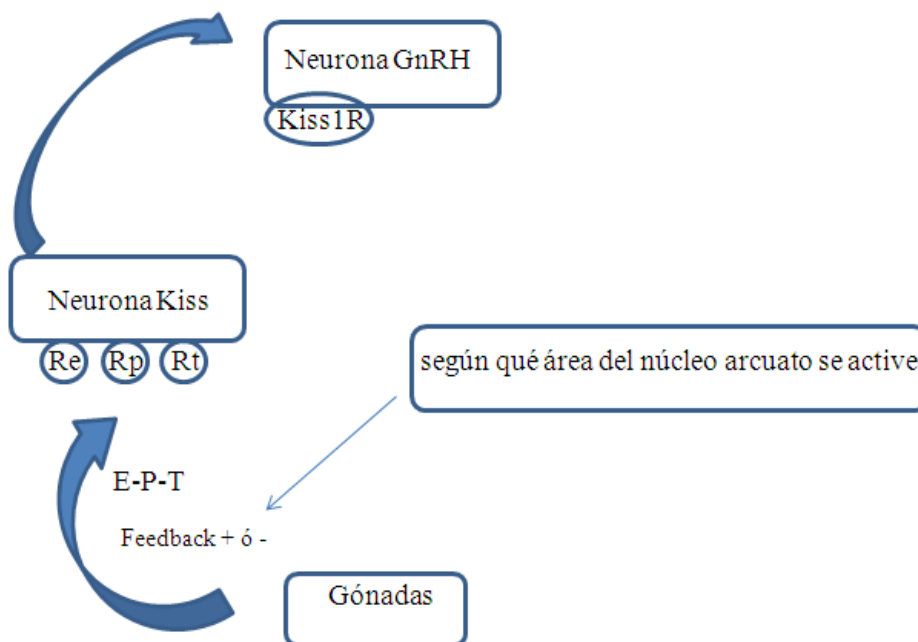 Neurona GnRH
Kiss1R
Neurona Kiss
Re Rp Rt
según qué área del núcleo arcuato se active
E-P-T
Feedback + ó -
Gónadas